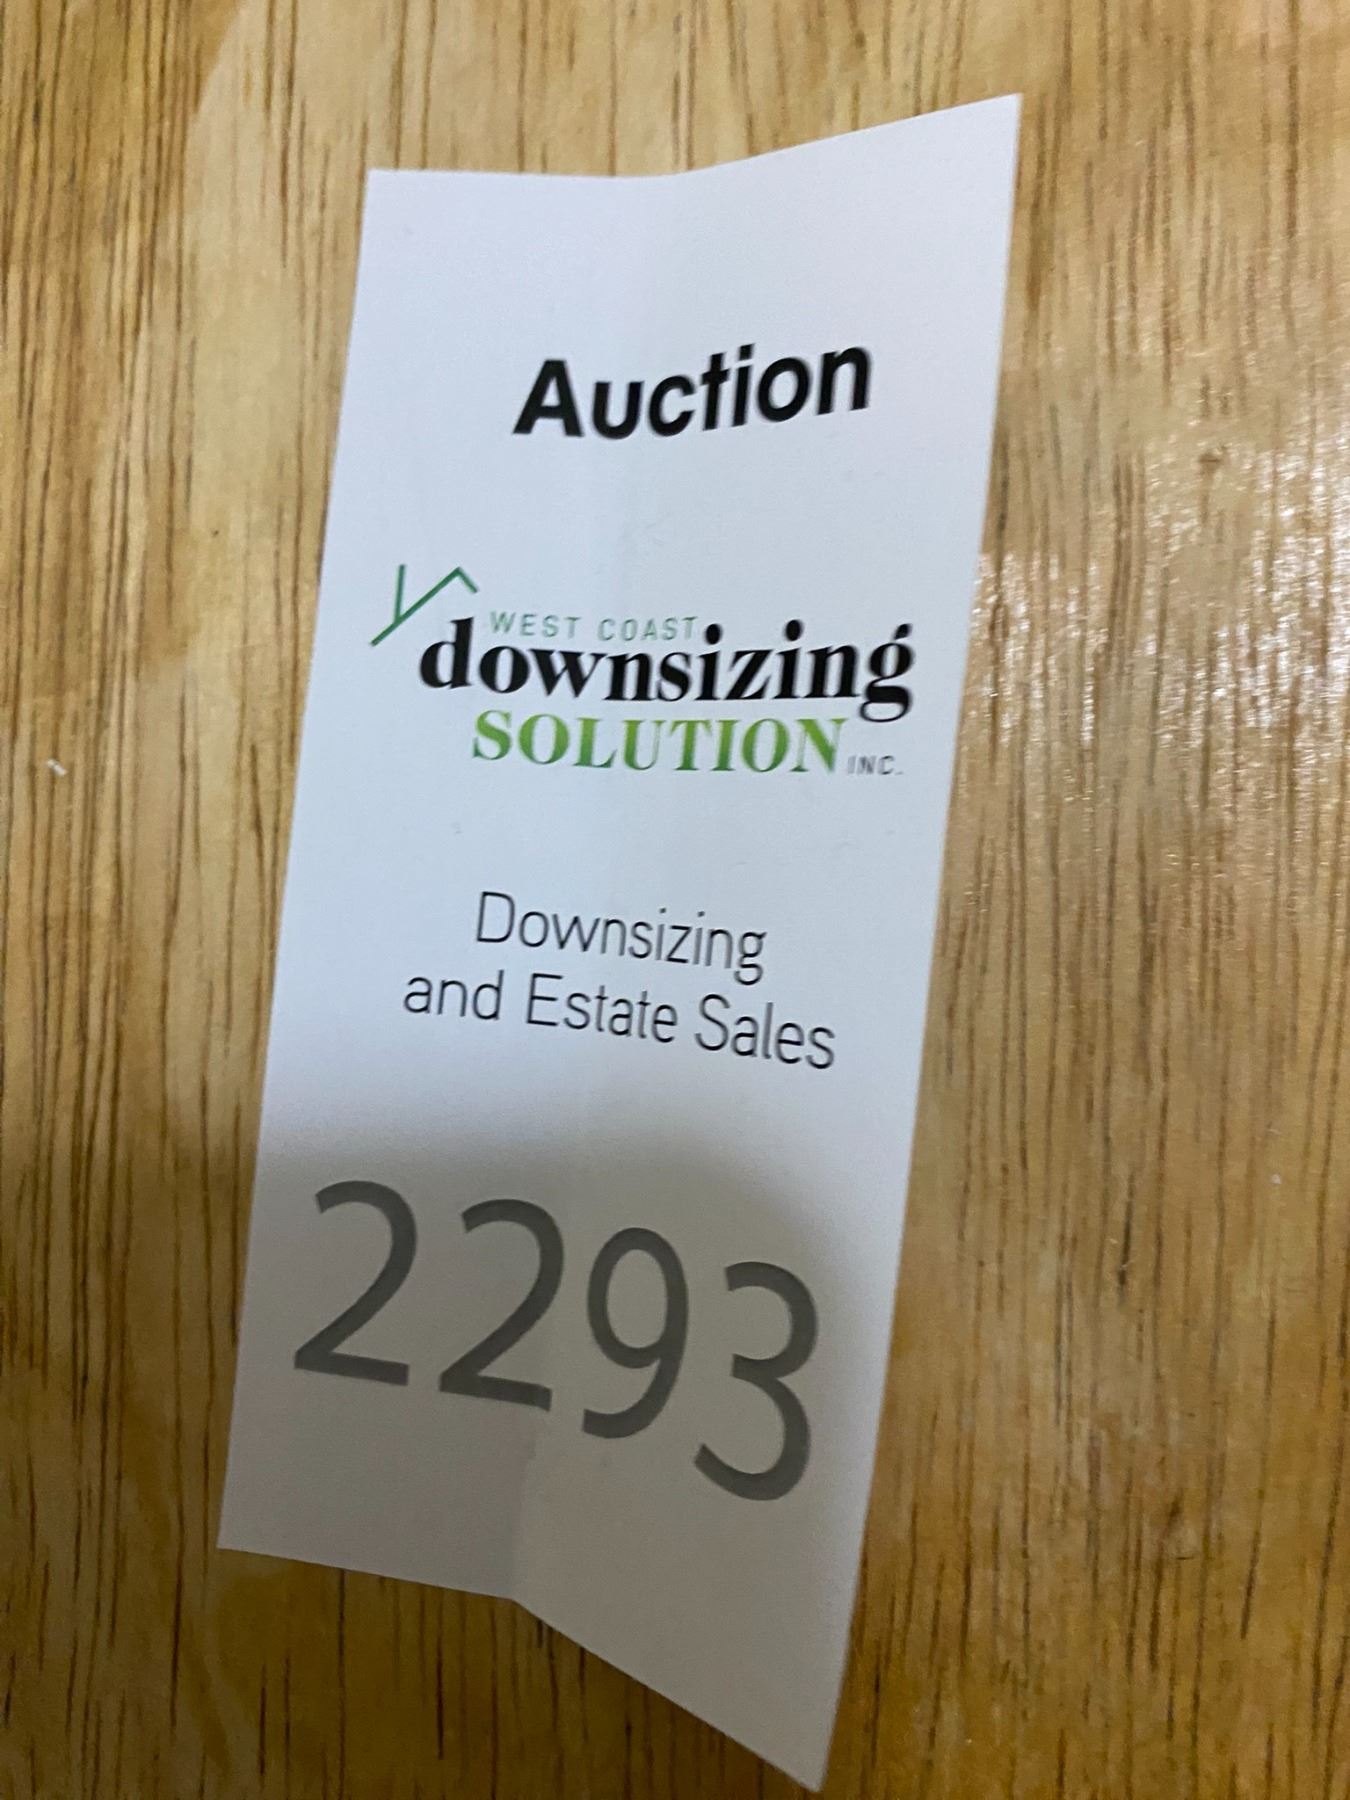 Auction
WEST COAST
downsizing
SOLUTION INC.
Downsizing
and Estate Sales
2293